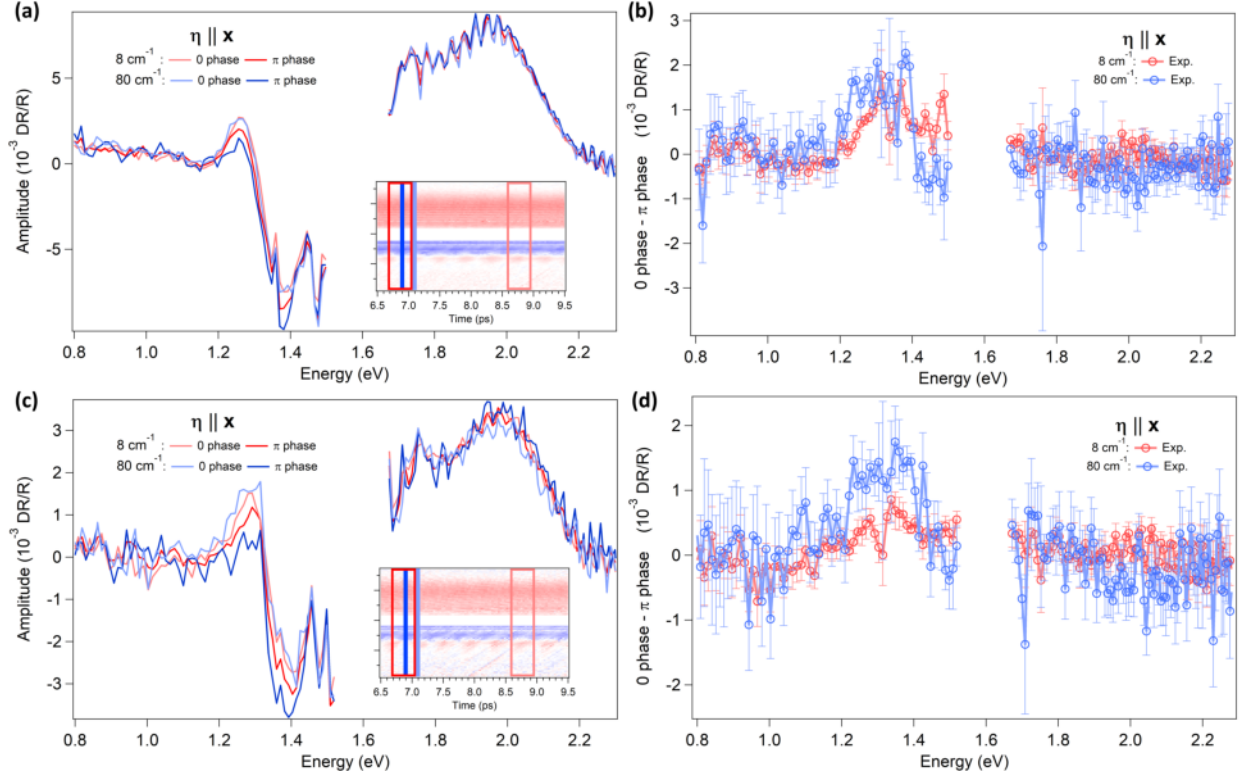 (a)
η || x
8 cm⁻¹ : 0 phase π phase
80 cm⁻¹ : 0 phase π phase
Amplitude (10⁻³ DR/R)
5
0
-5
6.5 7.0 7.5 8.0 8.5 9.0 9.5
Time (ps)
0.8 1.0 1.2 1.4 1.6 1.8 2.0 2.2
Energy (eV)
(b)
η || x
8 cm⁻¹: Exp.
80 cm⁻¹: Exp.
0 phase - π phase (10⁻³ DR/R)
3
2
1
0
-1
-2
-3
0.8 1.0 1.2 1.4 1.6 1.8 2.0 2.2
Energy (eV)
(c)
η || x
8 cm⁻¹ : 0 phase π phase
80 cm⁻¹ : 0 phase π phase
Amplitude (10⁻³ DR/R)
3
2
1
0
-1
-2
-3
6.5 7.0 7.5 8.0 8.5 9.0 9.5
Time (ps)
0.8 1.0 1.2 1.4 1.6 1.8 2.0 2.2
Energy (eV)
(d)
η || x
8 cm⁻¹: Exp.
80 cm⁻¹: Exp.
0 phase - π phase (10⁻³ DR/R)
2
1
0
-1
-2
0.8 1.0 1.2 1.4 1.6 1.8 2.0 2.2
Energy (eV)